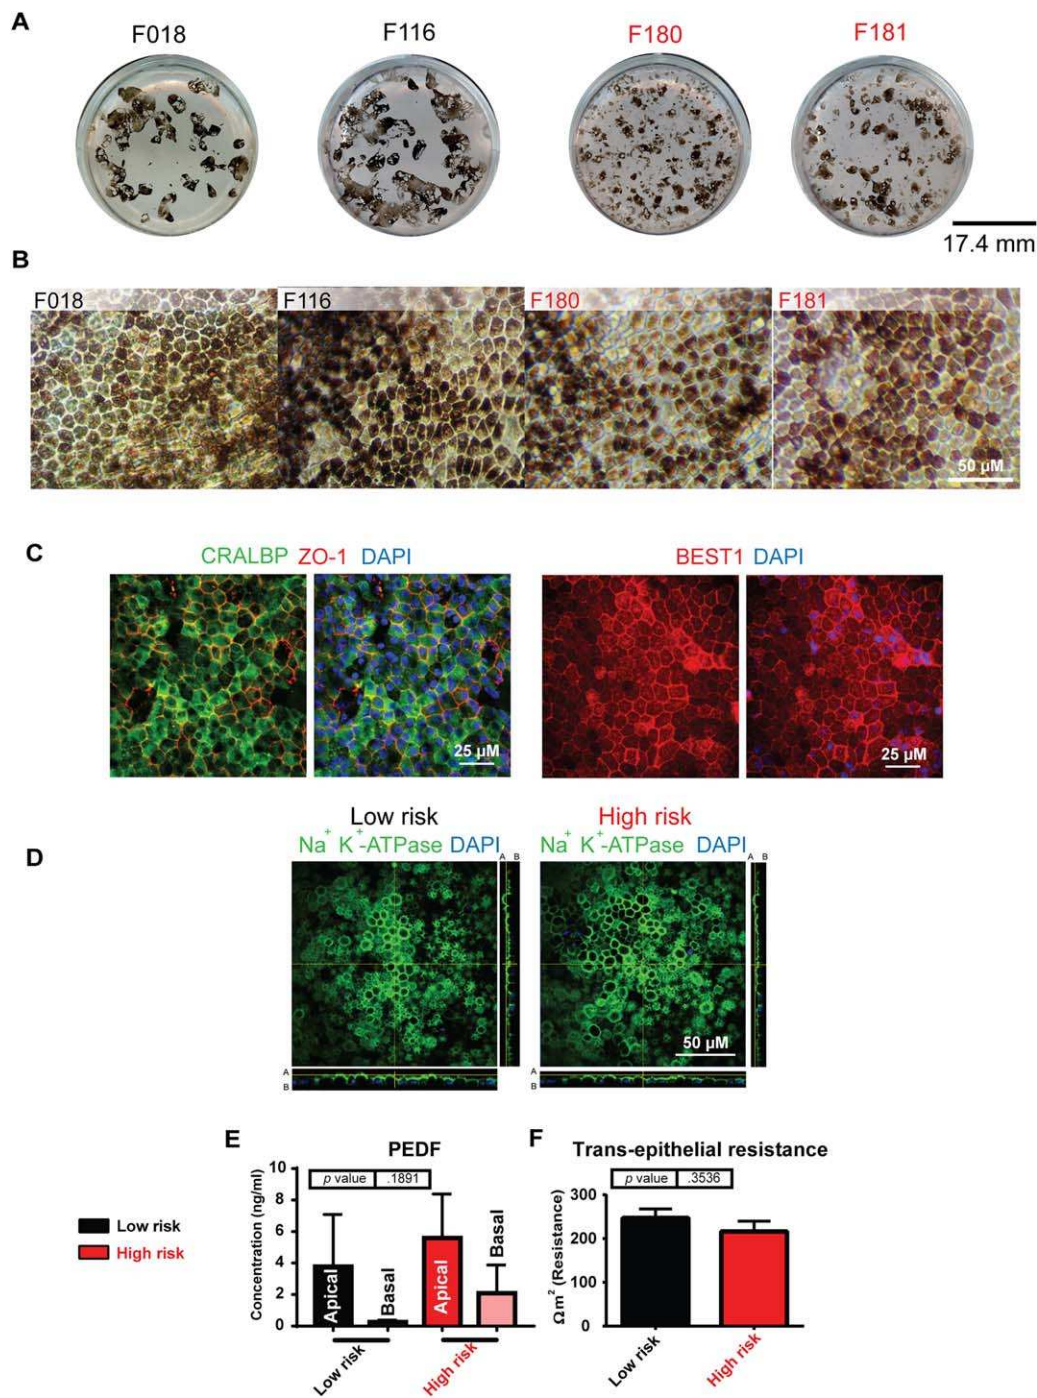 A
F018 F116 F180 F181
17.4 mm
B
F018 F116 F180 F181
50 µM
C
CRALBP ZO-1 DAPI BEST1 DAPI
25 µM 25 µM
Low risk High risk
D
Na+ K+-ATPase DAPI Na+ K+-ATPase DAPI
A B A B
50 µM
A A
B B
E PEDF
F Trans-epithelial resistance
p value .1891
p value .3536
Concentration (ng/ml)
10
8
6
4
2
0
Apical Basal Apical Basal
Low risk High risk
Ωm² (Resistance)
300
200
100
0
Low risk High risk
Low risk
High risk